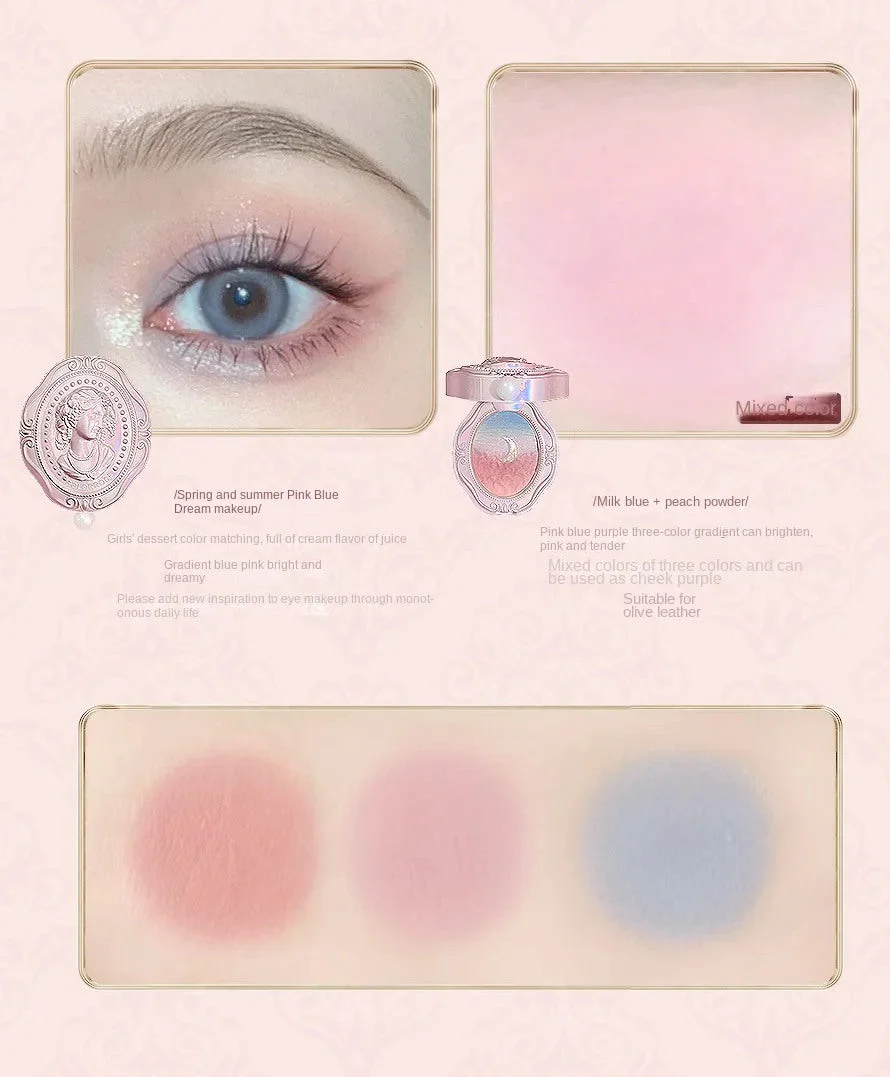 Mixed color
/Spring and summer Pink Blue
Dream makeup/
Girls' dessert color matching, full of cream flavor of juice
Gradient blue pink bright and
dreamy
Please add new inspiration to eye makeup through monot-
onous daily life
/Milk blue + peach powder/
Pink blue purple three-color gradient can brighten,
pink and tender
Mixed colors of three colors and can
be used as cheek purple
Suitable for
olive leather